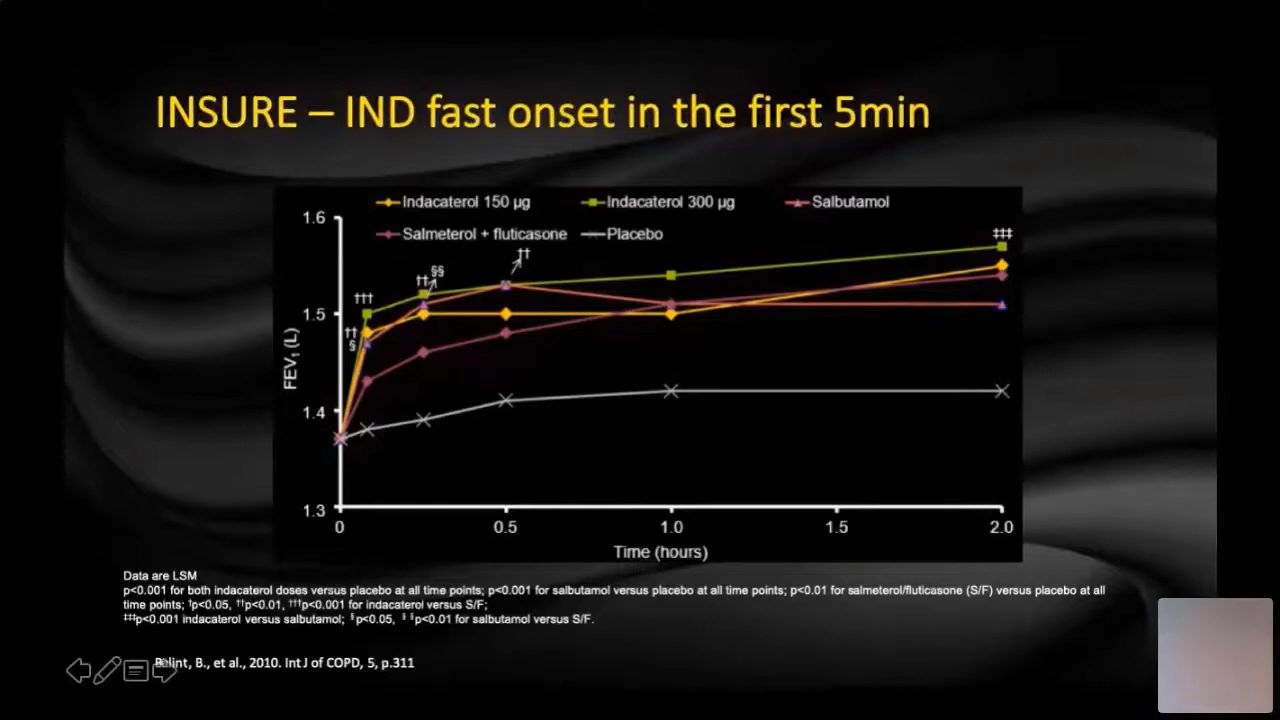 INSURE – IND fast onset in the first 5min
Indacaterol 150 µg
Indacaterol 300 µg
Salbutamol
Salmeterol + fluticasone
Placebo
1.6
1.5
1.4
1.3
FEV₁ (L)
††
§
†††
††
§§
††
‡‡‡
0
0.5
1.0
1.5
2.0
Time (hours)
Data are LSM
p<0.001 for both indacaterol doses versus placebo at all time points; p<0.001 for salbutamol versus placebo at all time points; p<0.01 for salmeterol/fluticasone (S/F) versus placebo at all
time points; †p<0.05, ††p<0.01, †††p<0.001 for indacaterol versus S/F;
‡‡‡p<0.001 indacaterol versus salbutamol; §p<0.05, §§p<0.01 for salbutamol versus S/F.
Balint, B., et al., 2010. Int J of COPD, 5, p.311